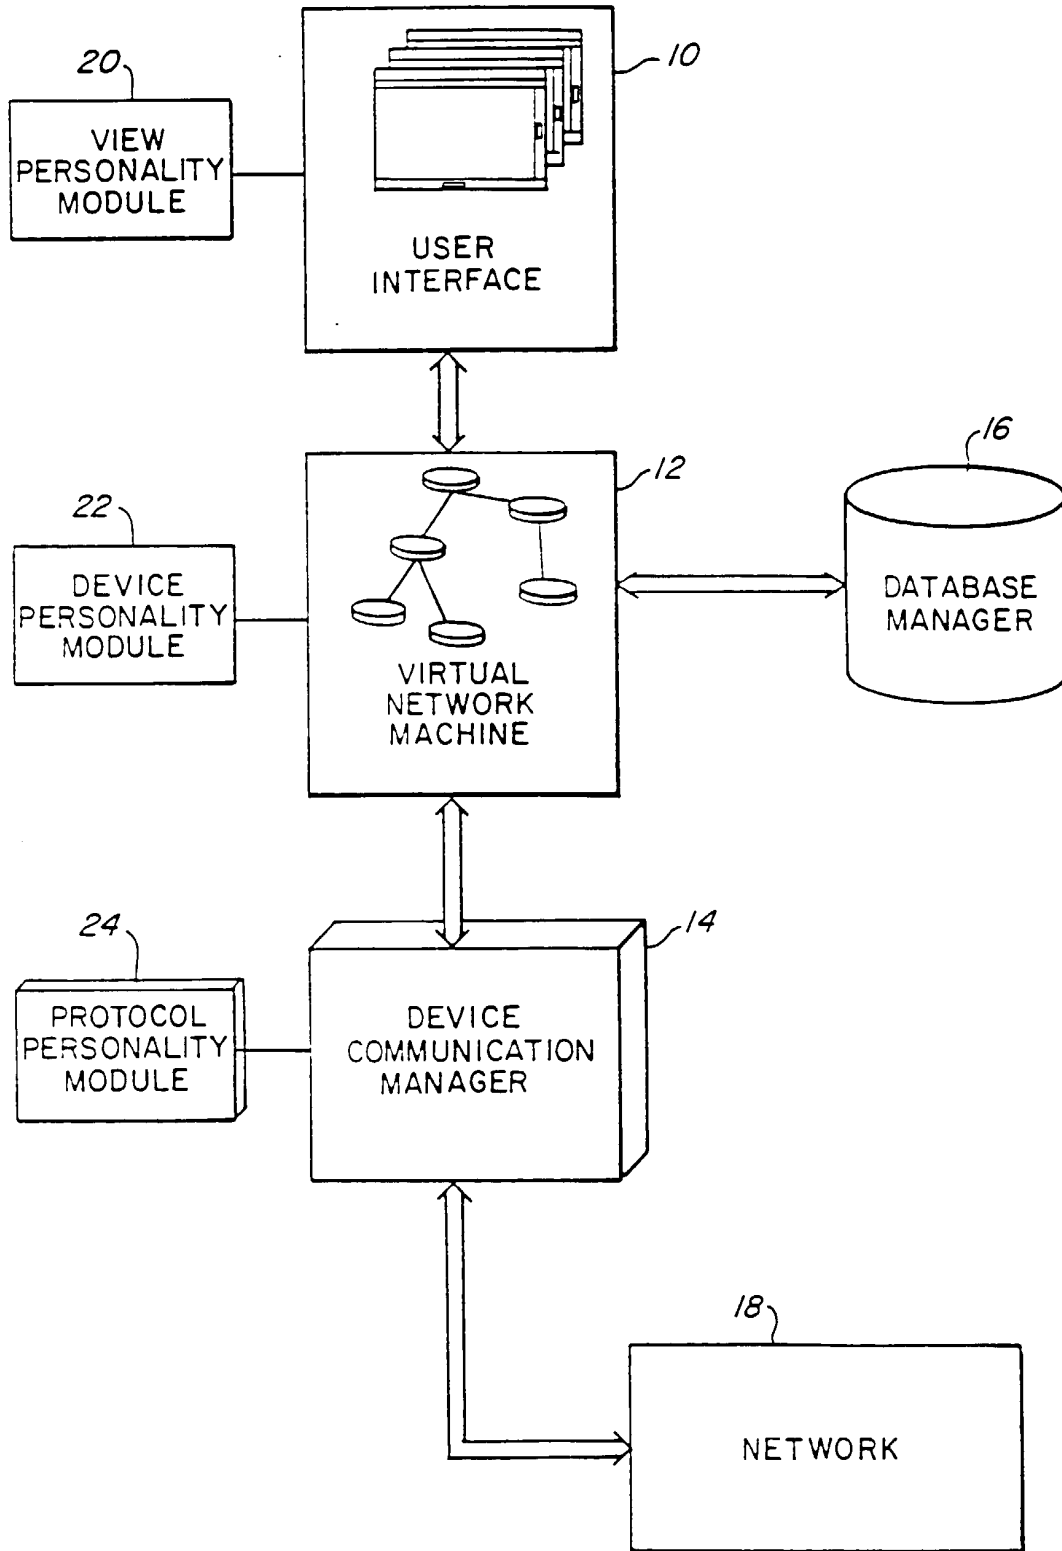 10
20
VIEW
PERSONALITY
MODULE
USER
INTERFACE
12
16
22
DEVICE
PERSONALITY
MODULE
DATABASE
MANAGER
VIRTUAL
NETWORK
MACHINE
24
14
PROTOCOL
PERSONALITY
MODULE
DEVICE
COMMUNICATION
MANAGER
18
NETWORK